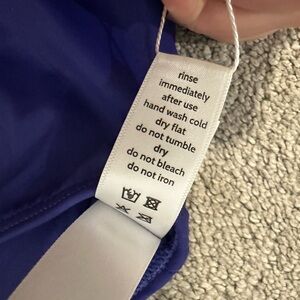 rinse
immediately
after use
hand wash cold
dry flat
do not tumble
dry
do not bleach
do not iron